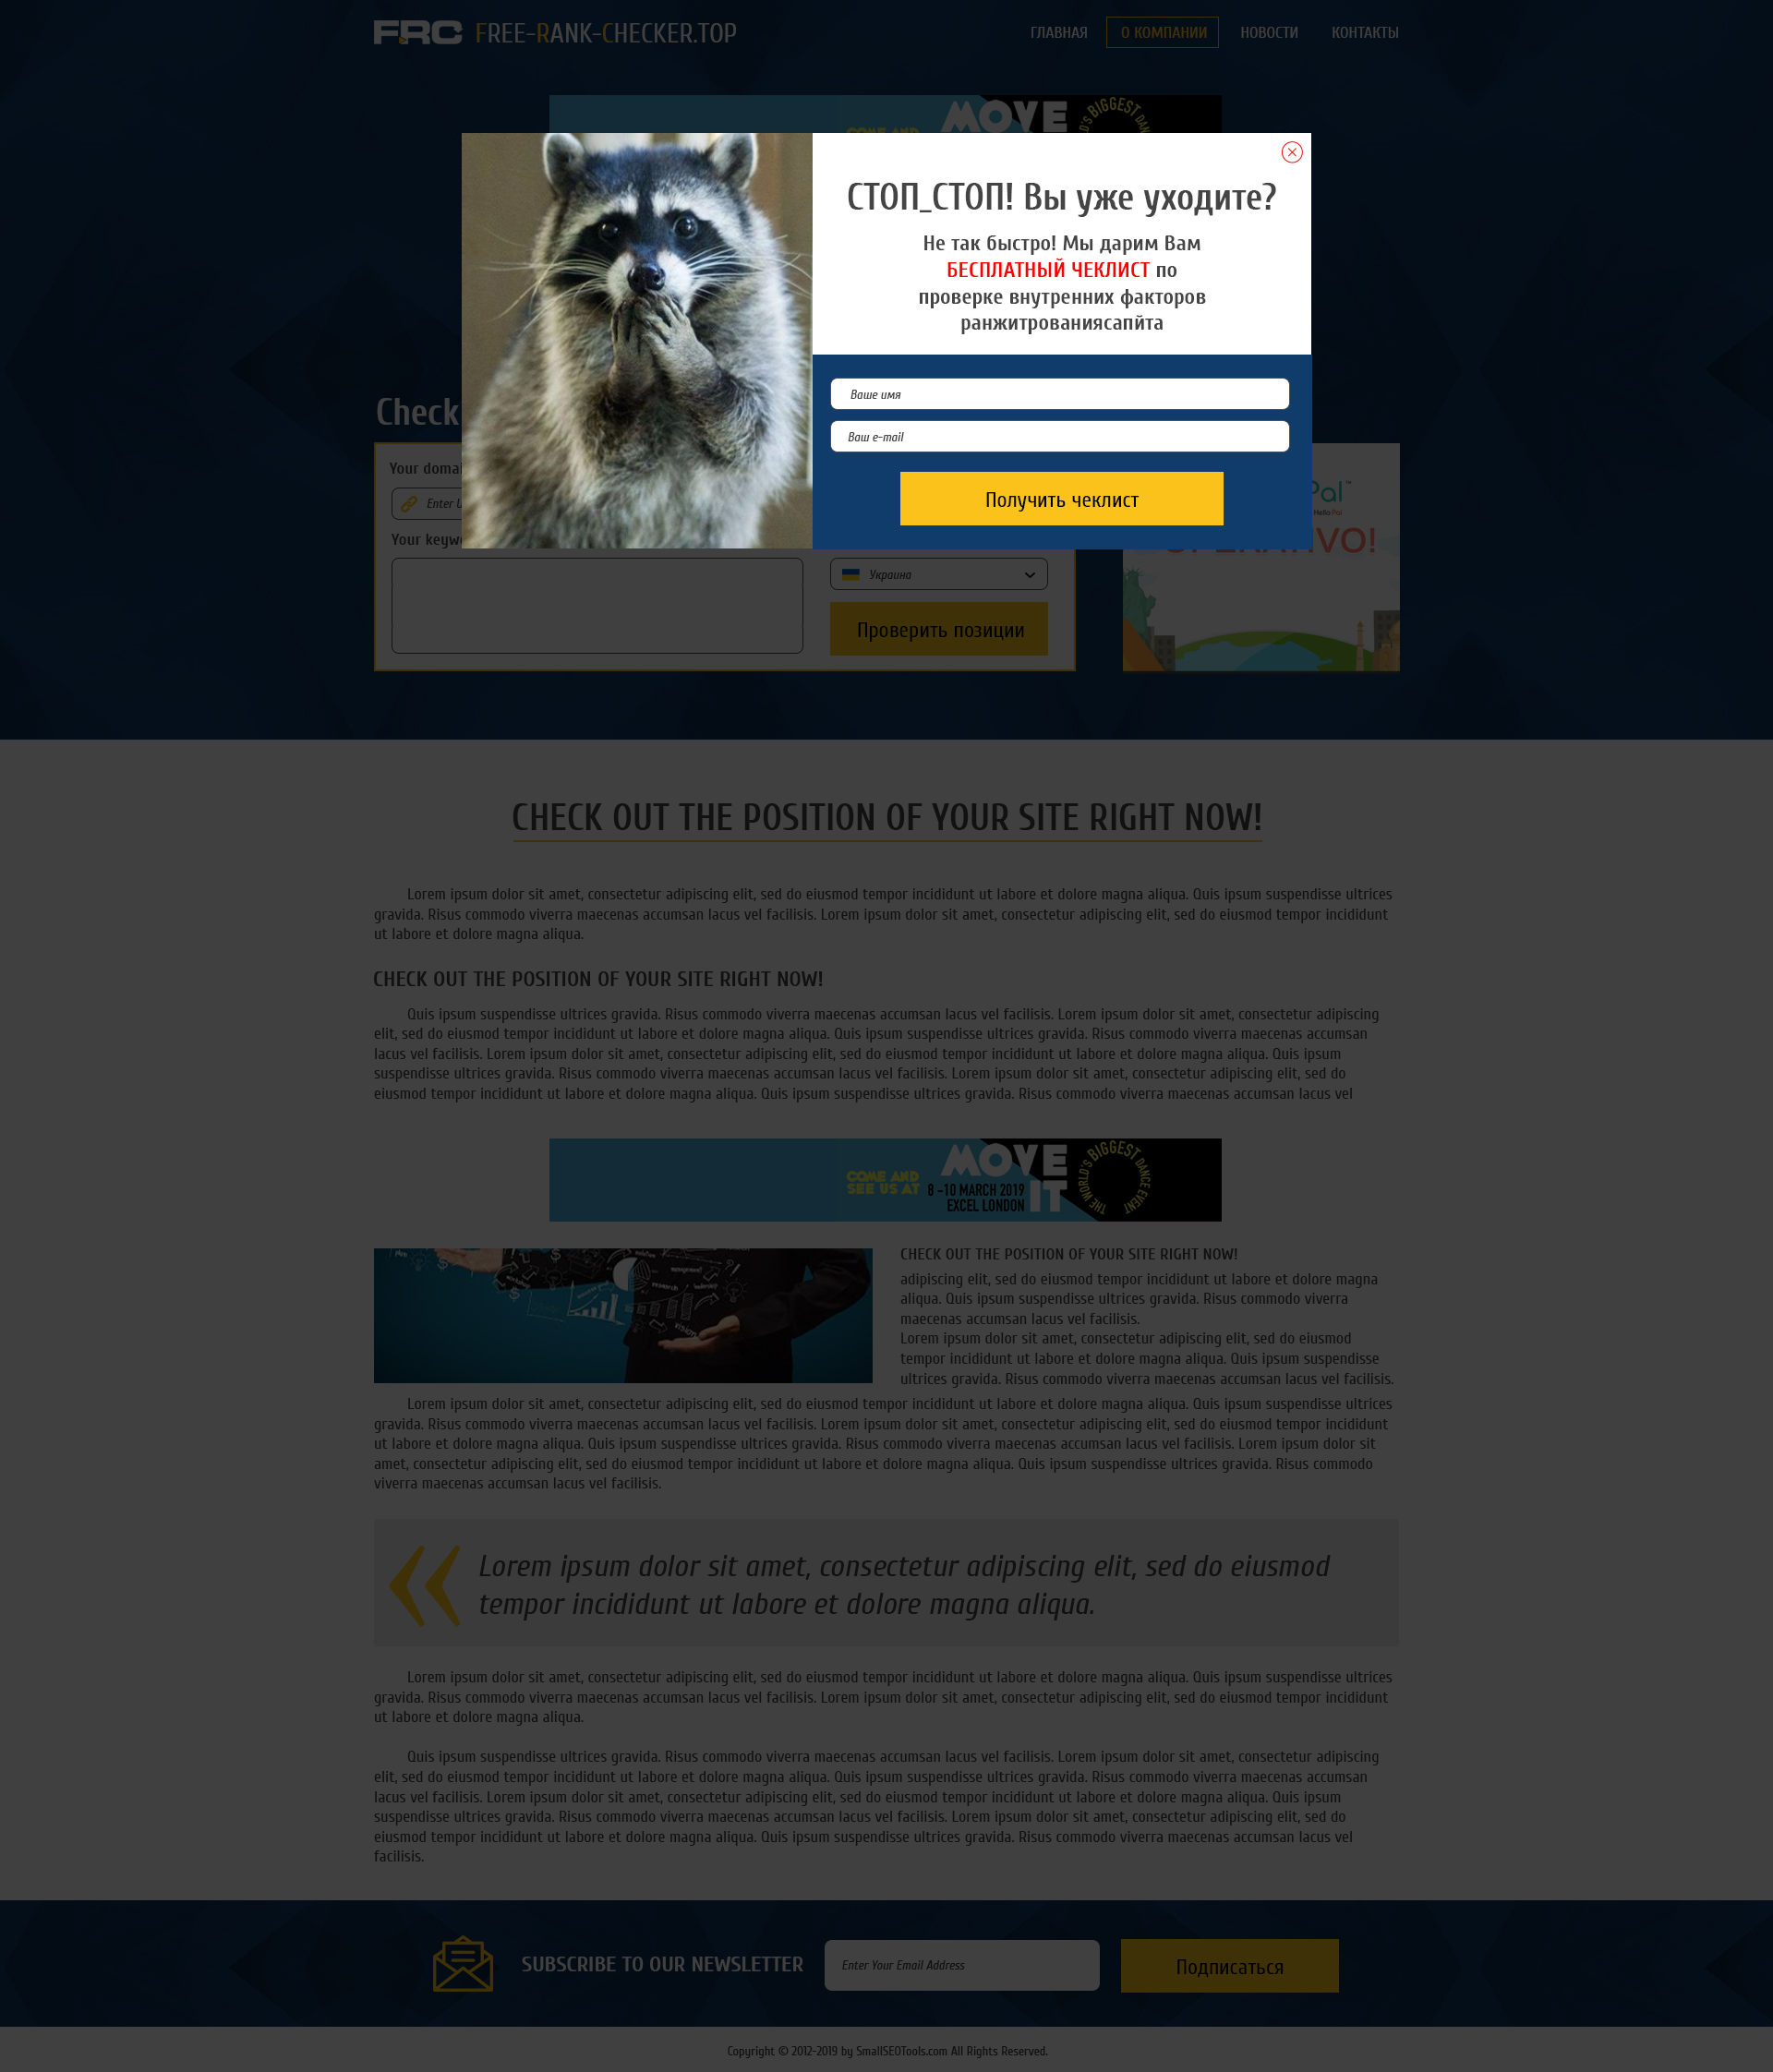 FRC FREE-RANK-CHECKER.TOP
ГЛАВНАЯ О КОМПАНИИ НОВОСТИ КОНТАКТЫ
MOVE
СТОП_СТОП! Вы уже уходите?
Не так быстро! Мы дарим Вам
БЕСПЛАТНЫЙ ЧЕКЛИСТ по
проверке внутренних факторов
ранжитрованиясапйта
Ваше имя
Ваш e-mail
Получить чеклист
Check
Your domai
Enter U
Your keyw
Украина
Проверить позиции
Pal™
HelloPal
CHECK OUT THE POSITION OF YOUR SITE RIGHT NOW!
Lorem ipsum dolor sit amet, consectetur adipiscing elit, sed do eiusmod tempor incididunt ut labore et dolore magna aliqua. Quis ipsum suspendisse ultrices
gravida. Risus commodo viverra maecenas accumsan lacus vel facilisis. Lorem ipsum dolor sit amet, consectetur adipiscing elit, sed do eiusmod tempor incididunt
ut labore et dolore magna aliqua.
CHECK OUT THE POSITION OF YOUR SITE RIGHT NOW!
Quis ipsum suspendisse ultrices gravida. Risus commodo viverra maecenas accumsan lacus vel facilisis. Lorem ipsum dolor sit amet, consectetur adipiscing
elit, sed do eiusmod tempor incididunt ut labore et dolore magna aliqua. Quis ipsum suspendisse ultrices gravida. Risus commodo viverra maecenas accumsan
lacus vel facilisis. Lorem ipsum dolor sit amet, consectetur adipiscing elit, sed do eiusmod tempor incididunt ut labore et dolore magna aliqua. Quis ipsum
suspendisse ultrices gravida. Risus commodo viverra maecenas accumsan lacus vel facilisis. Lorem ipsum dolor sit amet, consectetur adipiscing elit, sed do
eiusmod tempor incididunt ut labore et dolore magna aliqua. Quis ipsum suspendisse ultrices gravida. Risus commodo viverra maecenas accumsan lacus vel
COME AND
SEE US AT
MOVE
IT
8 -10 MARCH 2019
EXCEL LONDON
THE WORLD'S BIGGEST DANCE EVENT
CHECK OUT THE POSITION OF YOUR SITE RIGHT NOW!
adipiscing elit, sed do eiusmod tempor incididunt ut labore et dolore magna
aliqua. Quis ipsum suspendisse ultrices gravida. Risus commodo viverra
maecenas accumsan lacus vel facilisis.
Lorem ipsum dolor sit amet, consectetur adipiscing elit, sed do eiusmod
tempor incididunt ut labore et dolore magna aliqua. Quis ipsum suspendisse
ultrices gravida. Risus commodo viverra maecenas accumsan lacus vel facilisis.
Lorem ipsum dolor sit amet, consectetur adipiscing elit, sed do eiusmod tempor incididunt ut labore et dolore magna aliqua. Quis ipsum suspendisse ultrices
gravida. Risus commodo viverra maecenas accumsan lacus vel facilisis. Lorem ipsum dolor sit amet, consectetur adipiscing elit, sed do eiusmod tempor incididunt
ut labore et dolore magna aliqua. Quis ipsum suspendisse ultrices gravida. Risus commodo viverra maecenas accumsan lacus vel facilisis. Lorem ipsum dolor sit
amet, consectetur adipiscing elit, sed do eiusmod tempor incididunt ut labore et dolore magna aliqua. Quis ipsum suspendisse ultrices gravida. Risus commodo
viverra maecenas accumsan lacus vel facilisis.
Lorem ipsum dolor sit amet, consectetur adipiscing elit, sed do eiusmod
tempor incididunt ut labore et dolore magna aliqua.
Lorem ipsum dolor sit amet, consectetur adipiscing elit, sed do eiusmod tempor incididunt ut labore et dolore magna aliqua. Quis ipsum suspendisse ultrices
gravida. Risus commodo viverra maecenas accumsan lacus vel facilisis. Lorem ipsum dolor sit amet, consectetur adipiscing elit, sed do eiusmod tempor incididunt
ut labore et dolore magna aliqua.
Quis ipsum suspendisse ultrices gravida. Risus commodo viverra maecenas accumsan lacus vel facilisis. Lorem ipsum dolor sit amet, consectetur adipiscing
elit, sed do eiusmod tempor incididunt ut labore et dolore magna aliqua. Quis ipsum suspendisse ultrices gravida. Risus commodo viverra maecenas accumsan
lacus vel facilisis. Lorem ipsum dolor sit amet, consectetur adipiscing elit, sed do eiusmod tempor incididunt ut labore et dolore magna aliqua. Quis ipsum
suspendisse ultrices gravida. Risus commodo viverra maecenas accumsan lacus vel facilisis. Lorem ipsum dolor sit amet, consectetur adipiscing elit, sed do
eiusmod tempor incididunt ut labore et dolore magna aliqua. Quis ipsum suspendisse ultrices gravida. Risus commodo viverra maecenas accumsan lacus vel
facilisis.
SUBSCRIBE TO OUR NEWSLETTER
Enter Your Email Address
Подписаться
Copyright © 2012-2019 by SmallSEOTools.com All Rights Reserved.